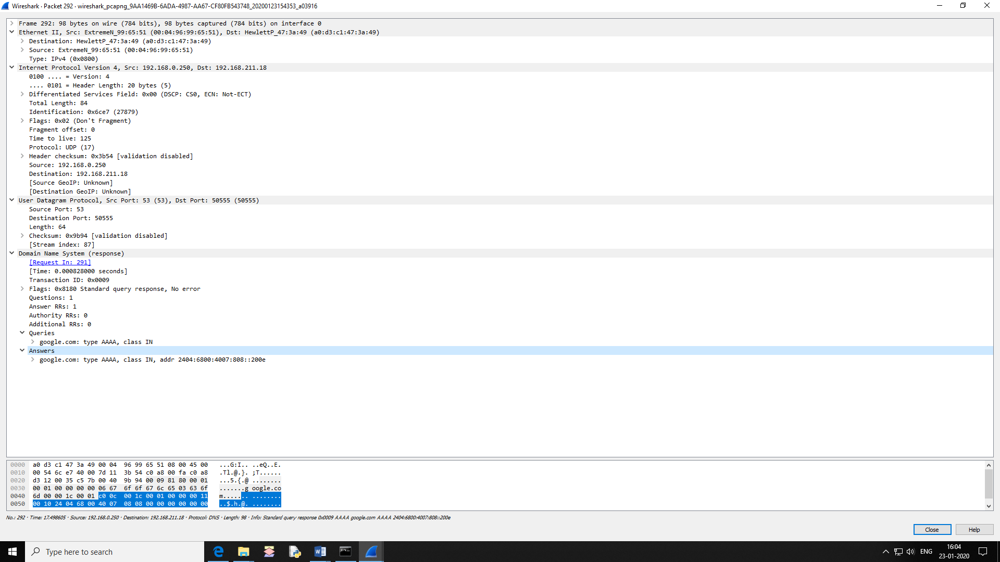 Wireshark · Packet 292 · wireshark_pcapng_9AA1469B-6ADA-4987-AA67-CF80FB543748_20200123154353_a03916
Frame 292: 98 bytes on wire (784 bits), 98 bytes captured (784 bits) on interface 0
Ethernet II, Src: ExtremeN_99:65:51 (00:04:96:99:65:51), Dst: HewlettP_47:3a:49 (a0:d3:c1:47:3a:49)
Destination: HewlettP_47:3a:49 (a0:d3:c1:47:3a:49)
Source: ExtremeN_99:65:51 (00:04:96:99:65:51)
Type: IPv4 (0x0800)
Internet Protocol Version 4, Src: 192.168.0.250, Dst: 192.168.211.18
0100 .... = Version: 4
.... 0101 = Header Length: 20 bytes (5)
Differentiated Services Field: 0x00 (DSCP: CS0, ECN: Not-ECT)
Total Length: 84
Identification: 0x6ce7 (27879)
Flags: 0x02 (Don't Fragment)
Fragment offset: 0
Time to live: 125
Protocol: UDP (17)
Header checksum: 0x3b54 [validation disabled]
Source: 192.168.0.250
Destination: 192.168.211.18
[Source GeoIP: Unknown]
[Destination GeoIP: Unknown]
User Datagram Protocol, Src Port: 53 (53), Dst Port: 50555 (50555)
Source Port: 53
Destination Port: 50555
Length: 64
Checksum: 0x9b94 [validation disabled]
[Stream index: 87]
Domain Name System (response)
[Request In: 291]
[Time: 0.000828000 seconds]
Transaction ID: 0x0009
Flags: 0x8180 Standard query response, No error
Questions: 1
Answer RRs: 1
Authority RRs: 0
Additional RRs: 0
Queries
google.com: type AAAA, class IN
Answers
google.com: type AAAA, class IN, addr 2404:6800:4007:808::200e
0000 a0 d3 c1 47 3a 49 00 04 96 99 65 51 08 00 45 00 ...G:I.. ..eQ..E.
0010 00 54 6c e7 40 00 7d 11 3b 54 c0 a8 00 fa c0 a8 .Tl.@.}. ;T......
0020 d3 12 00 35 c5 7b 00 40 9b 94 00 09 81 80 00 01 ...5.{.@ ........
0030 00 01 00 00 00 00 06 67 6f 6f 67 6c 65 03 63 6f .......g oogle.co
0040 6d 00 00 1c 00 01 c0 0c 00 1c 00 01 00 00 00 11 m....... ........
0050 00 10 24 04 68 00 40 07 08 08 00 00 00 00 00 00 ..$.h.@. ........
No.: 292 · Time: 17.498605 · Source: 192.168.0.250 · Destination: 192.168.211.18 · Protocol: DNS · Length: 98 · Info: Standard query response 0x0009 AAAA google.com AAAA 2404:6800:4007:808::200e
Close Help
Type here to search
ENG
16:04
23-01-2020